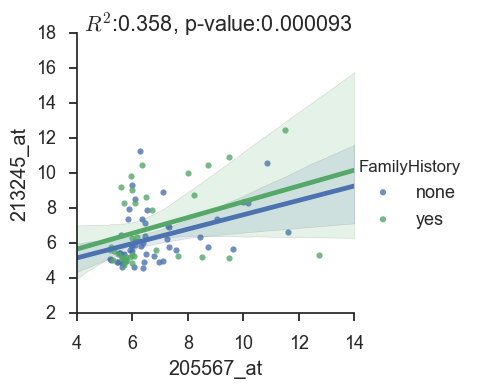 R²:0.358, p-value:0.000093
18
16
14
12
10
8
6
4
2
213245_at
4 6 8 10 12 14
205567_at
FamilyHistory
none
yes